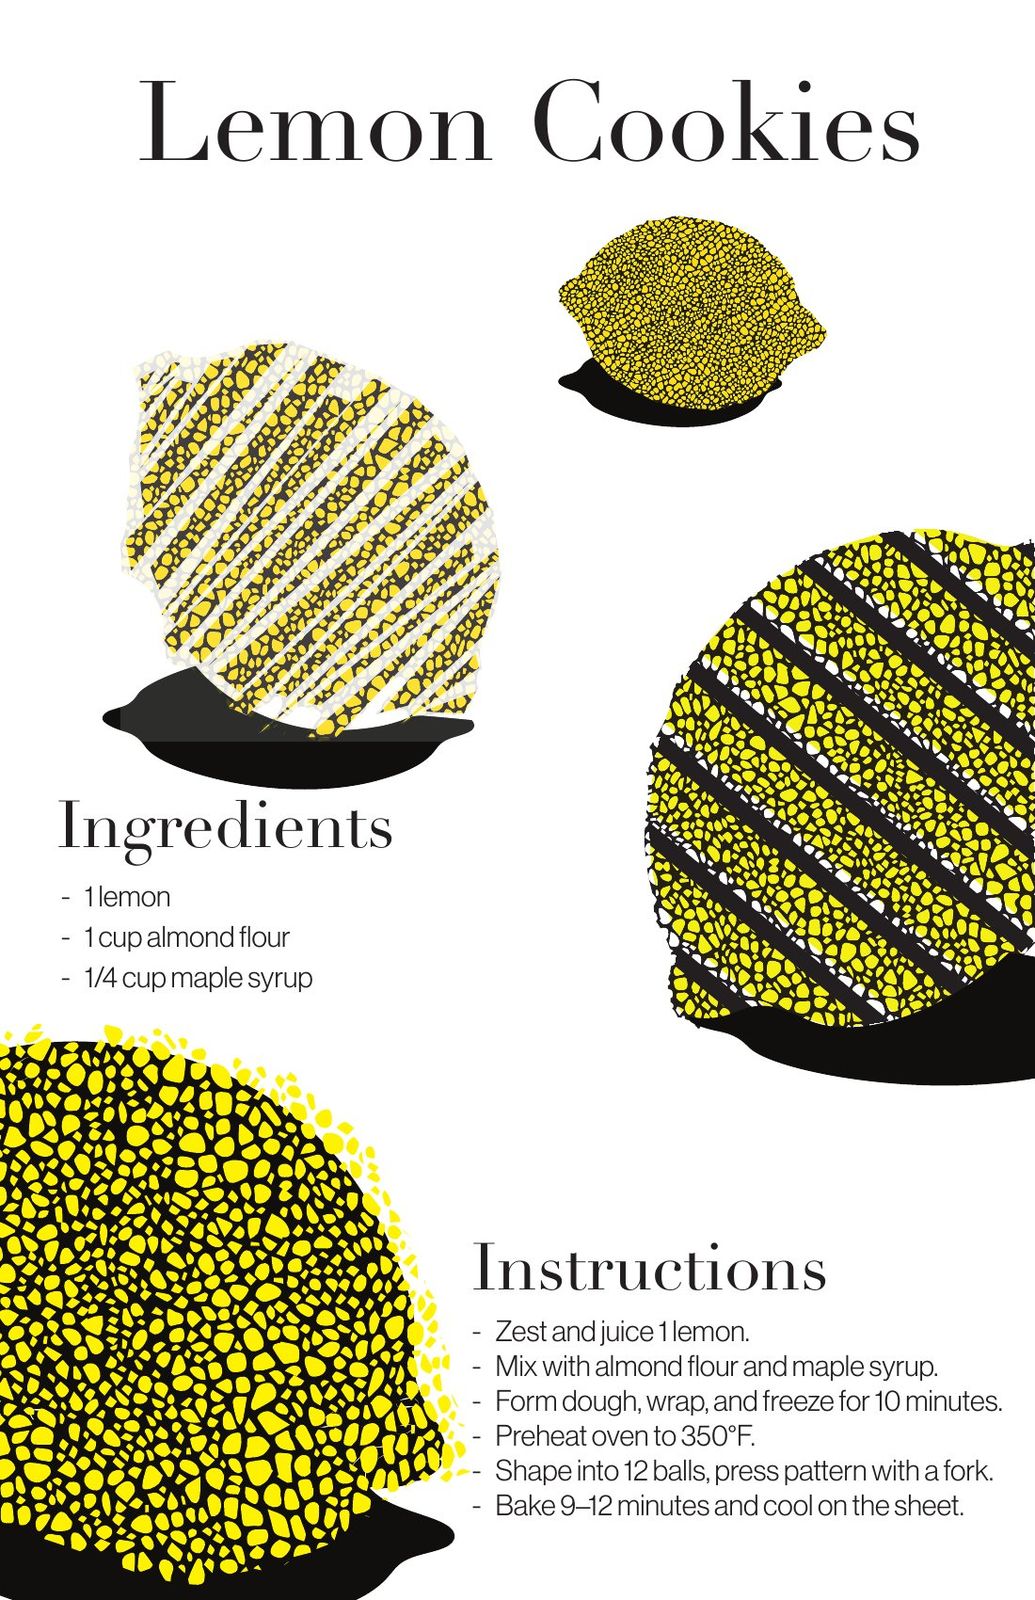 Lemon Cookies
Ingredients
- 1 lemon
- 1 cup almond flour
- 1/4 cup maple syrup
Instructions
- Zest and juice 1 lemon.
- Mix with almond flour and maple syrup.
- Form dough, wrap, and freeze for 10 minutes.
- Preheat oven to 350°F.
- Shape into 12 balls, press pattern with a fork.
- Bake 9–12 minutes and cool on the sheet.